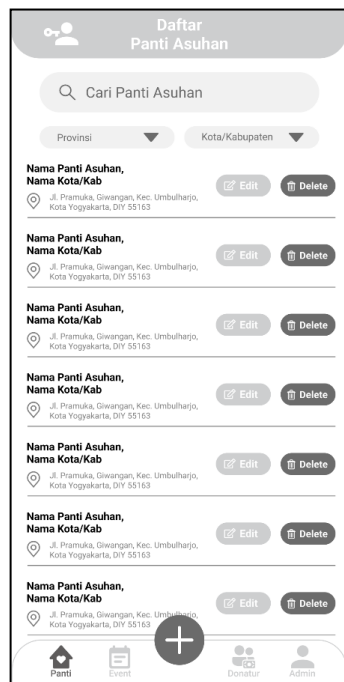 Daftar
Panti Asuhan
Cari Panti Asuhan
Provinsi Kota/Kabupaten
Nama Panti Asuhan,
Nama Kota/Kab
Edit Delete
Jl. Pramuka, Giwangan, Kec. Umbulharjo,
Kota Yogyakarta, DIY 55163
Nama Panti Asuhan,
Nama Kota/Kab
Edit Delete
Jl. Pramuka, Giwangan, Kec. Umbulharjo,
Kota Yogyakarta, DIY 55163
Nama Panti Asuhan,
Nama Kota/Kab
Edit Delete
Jl. Pramuka, Giwangan, Kec. Umbulharjo,
Kota Yogyakarta, DIY 55163
Nama Panti Asuhan,
Nama Kota/Kab
Edit Delete
Jl. Pramuka, Giwangan, Kec. Umbulharjo,
Kota Yogyakarta, DIY 55163
Nama Panti Asuhan,
Nama Kota/Kab
Edit Delete
Jl. Pramuka, Giwangan, Kec. Umbulharjo,
Kota Yogyakarta, DIY 55163
Nama Panti Asuhan,
Nama Kota/Kab
Edit Delete
Jl. Pramuka, Giwangan, Kec. Umbulharjo,
Kota Yogyakarta, DIY 55163
Nama Panti Asuhan,
Nama Kota/Kab
Edit Delete
Jl. Pramuka, Giwangan, Kec. Umbulharjo,
Kota Yogyakarta, DIY 55163
Panti Event Donatur Admin